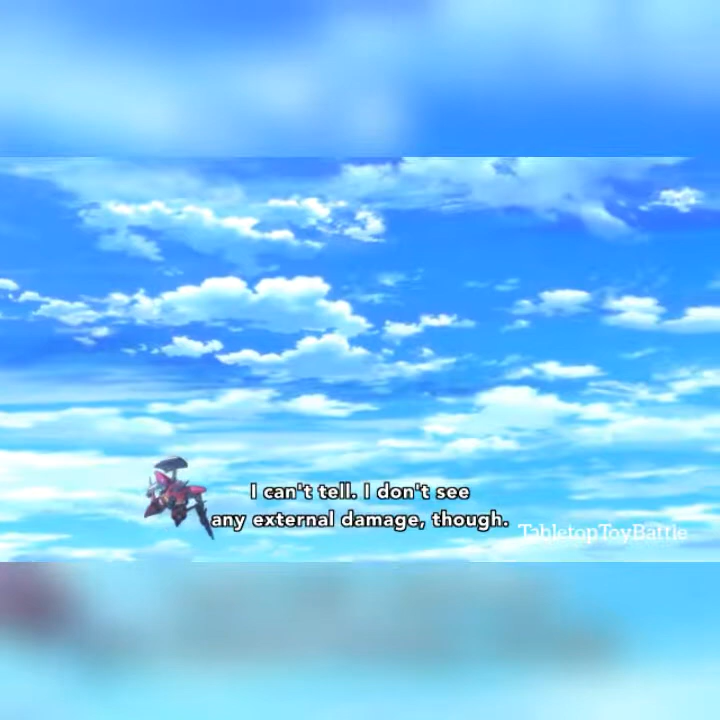 I can't tell. I don't see
any external damage, though.
TabletopToyBattle